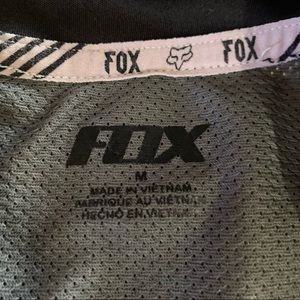 FOX FOX
FOX
M
MADE IN VIETNAM
FABRIQUÉ AU VIETNAM
HECHO EN VIETNAM